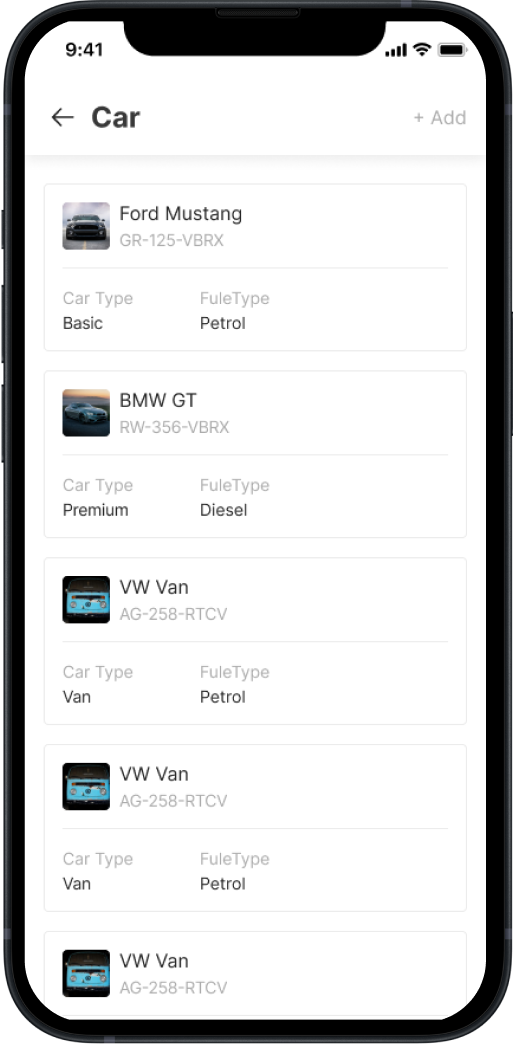 9:41
Car
+ Add
Ford Mustang
GR-125-VBRX
Car Type FuleType
Basic Petrol
BMW GT
RW-356-VBRX
Car Type FuleType
Premium Diesel
VW Van
AG-258-RTCV
Car Type FuleType
Van Petrol
VW Van
AG-258-RTCV
Car Type FuleType
Van Petrol
VW Van
AG-258-RTCV